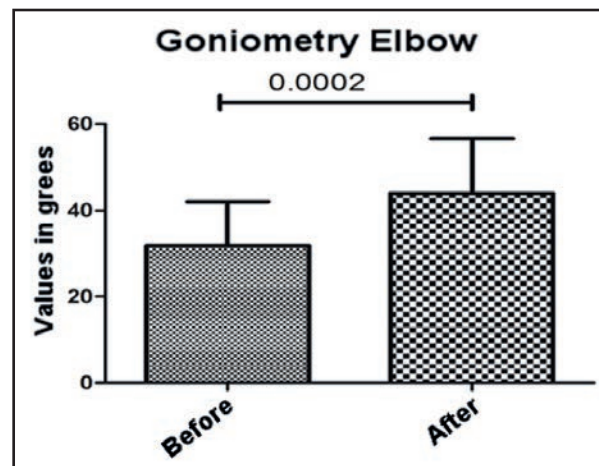 Goniometry Elbow
0.0002
Values in grees
60
40
20
0
Before
After